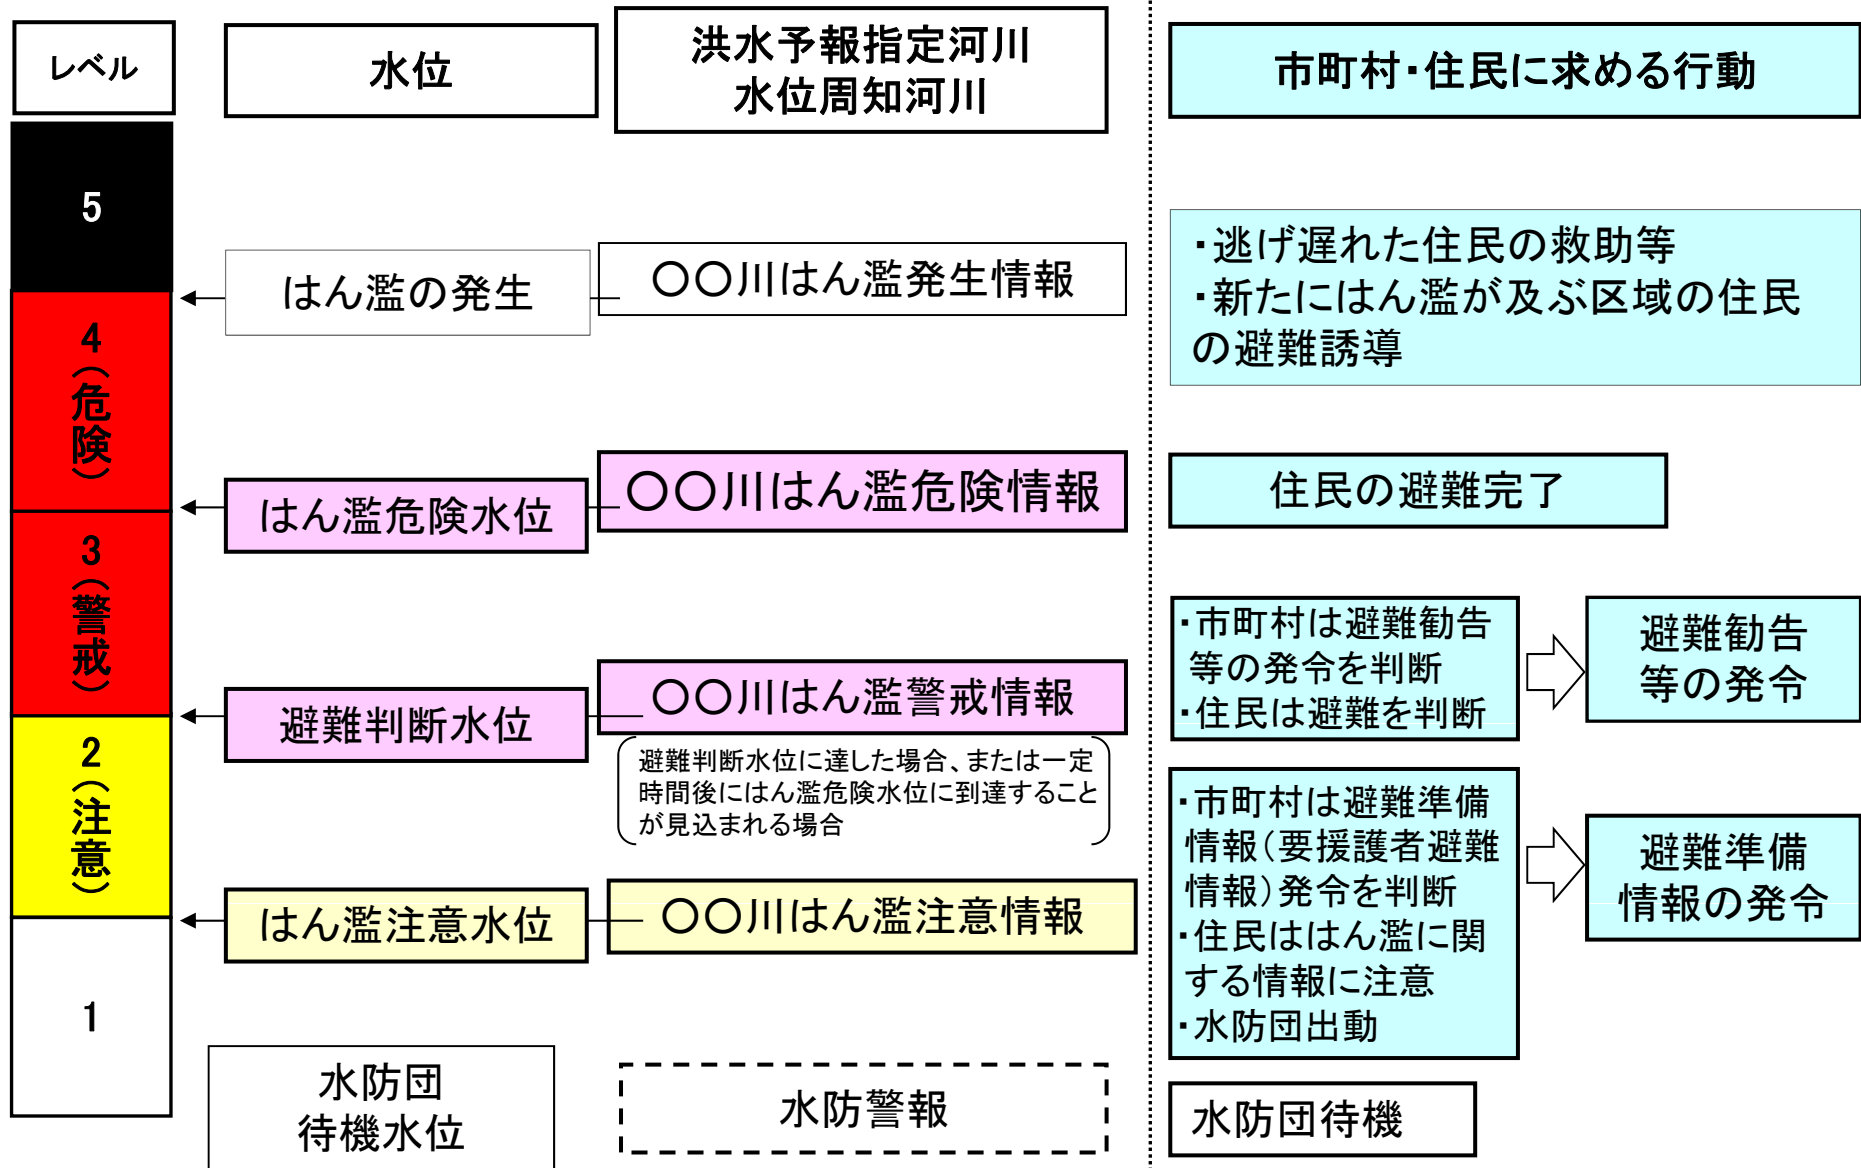 レベル
水位
洪水予報指定河川
水位周知河川
市町村・住民に求める行動
5
はん濫の発生
〇〇川はん濫発生情報
・逃げ遅れた住民の救助等
・新たにはん濫が及ぶ区域の住民
の避難誘導
4(危険)
はん濫危険水位
〇〇川はん濫危険情報
住民の避難完了
3(警戒)
避難判断水位
〇〇川はん濫警戒情報
避難判断水位に達した場合、または一定
時間後にはん濫危険水位に到達すること
が見込まれる場合
・市町村は避難勧告
等の発令を判断
・住民は避難を判断
避難勧告
等の発令
2(注意)
はん濫注意水位
〇〇川はん濫注意情報
・市町村は避難準備
情報(要援護者避難
情報)発令を判断
・住民ははん濫に関
する情報に注意
・水防団出動
避難準備
情報の発令
1
水防団
待機水位
水防警報
水防団待機